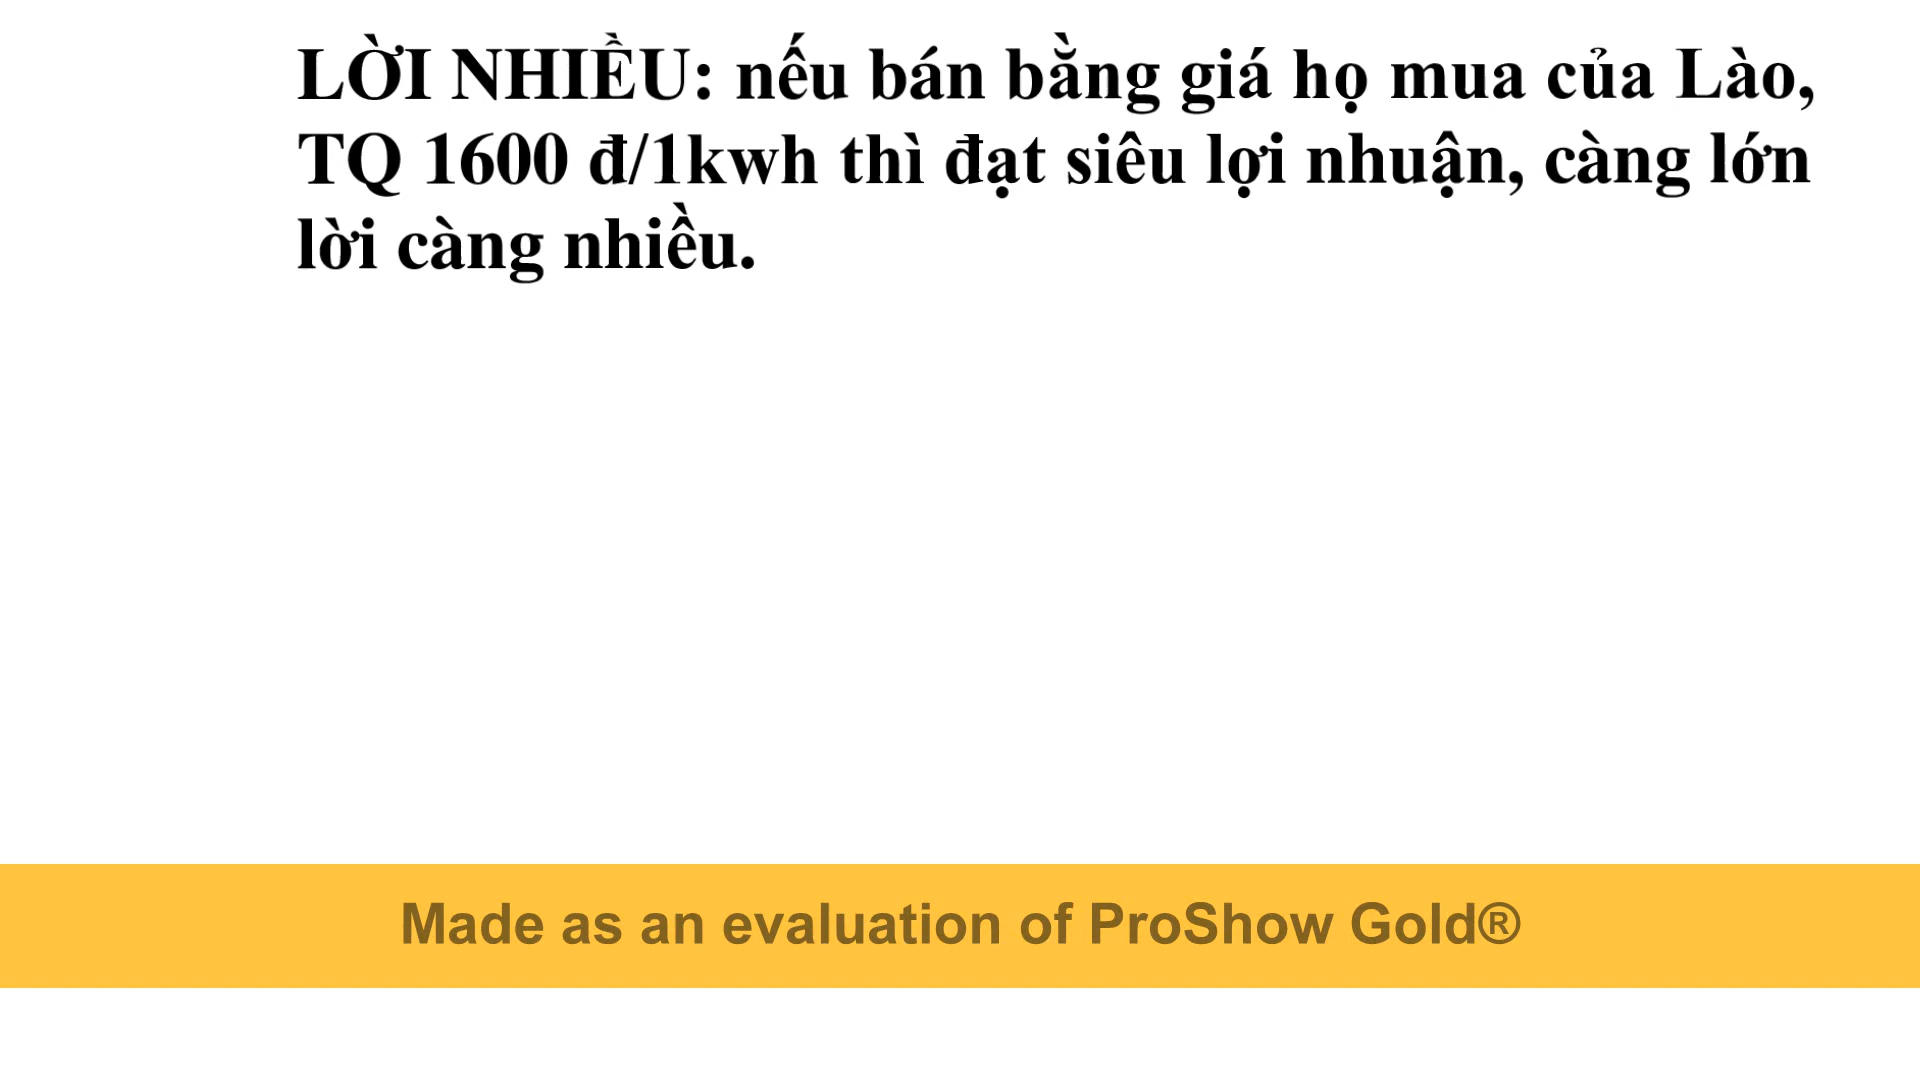 LỜI NHIỀU: nếu bán bằng giá họ mua của Lào,
TQ 1600 đ/1kwh thì đạt siêu lợi nhuận, càng lớn
lời càng nhiều.
Made as an evaluation of ProShow Gold®